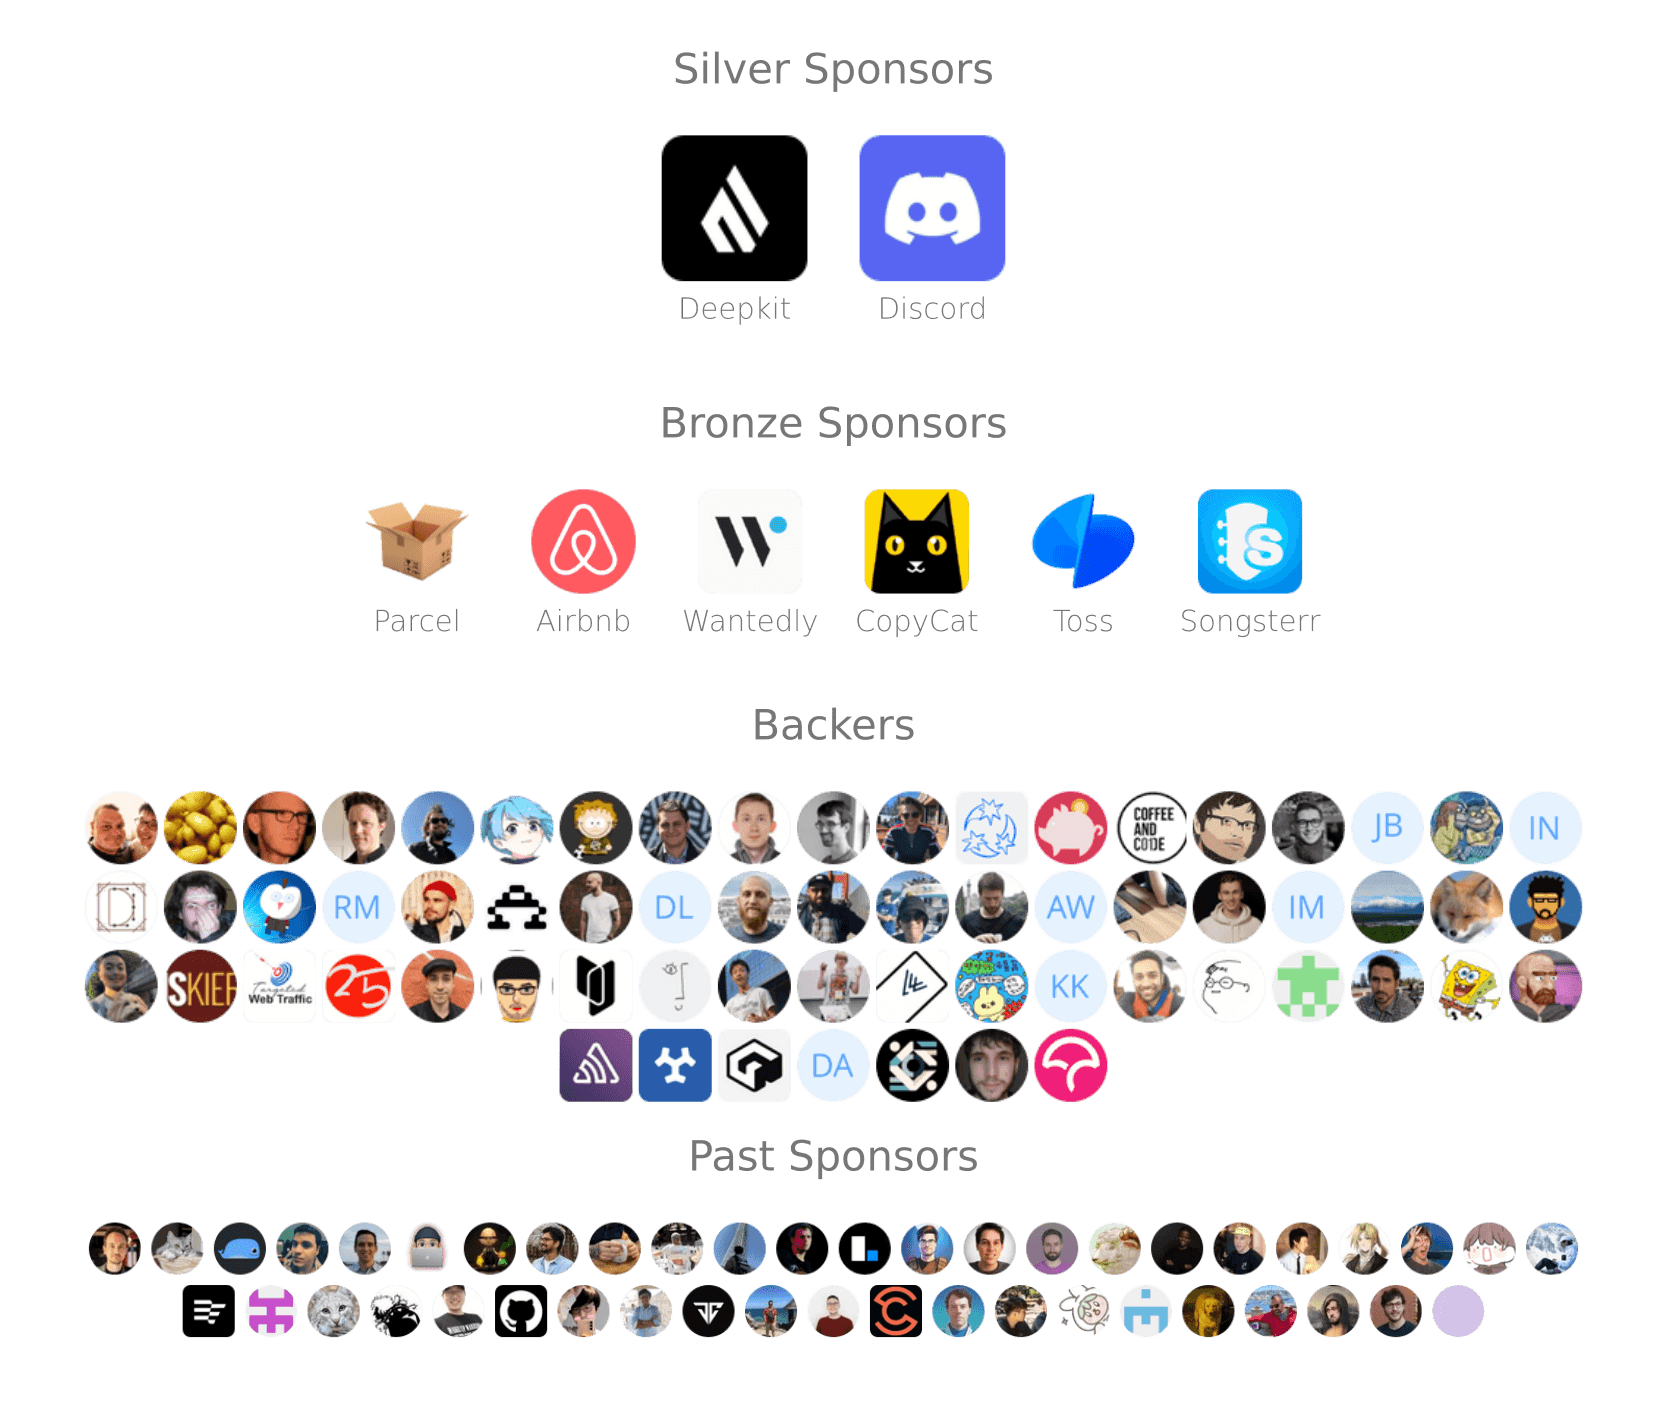 Silver Sponsors
Deepkit Discord
Bronze Sponsors
Parcel Airbnb Wantedly CopyCat Toss Songsterr
Backers
COFFEE
AND
CODE
JB
IN
RM
DL
AW
IM
SKIEF
Targeted
Web Traffic
25
KK
DA
Past Sponsors